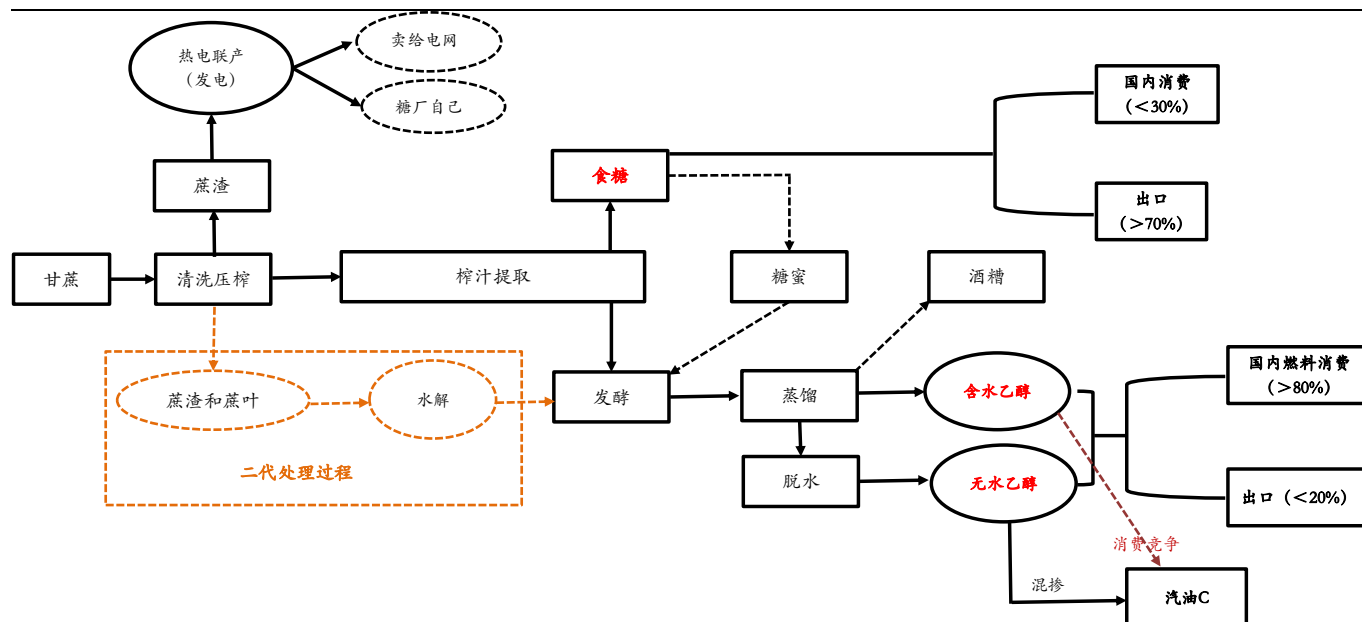 热电联产
（发电）
卖给电网
糖厂自己
国内消费
（＜30%）
蔗渣
食糖
出口
（＞70%）
甘蔗
清洗压榨
榨汁提取
糖蜜
酒糟
蔗渣和蔗叶
水解
二代处理过程
发酵
蒸馏
含水乙醇
国内燃料消费
（＞80%）
脱水
无水乙醇
出口（＜20%）
消费竞争
混掺
汽油C